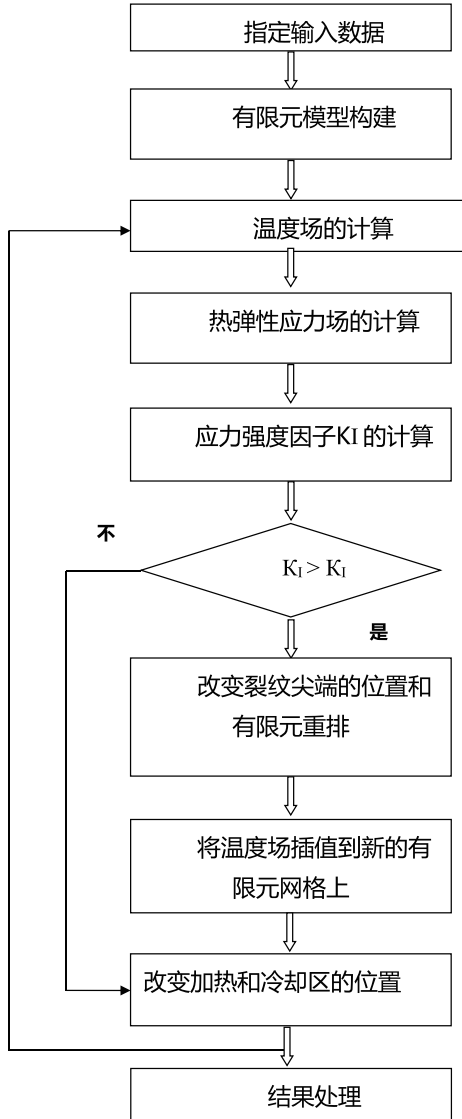 指定输入数据
有限元模型构建
温度场的计算
热弹性应力场的计算
应力强度因子KI 的计算
不
KI > KI
是
改变裂纹尖端的位置和
有限元重排
将温度场插值到新的有
限元网格上
改变加热和冷却区的位置
结果处理